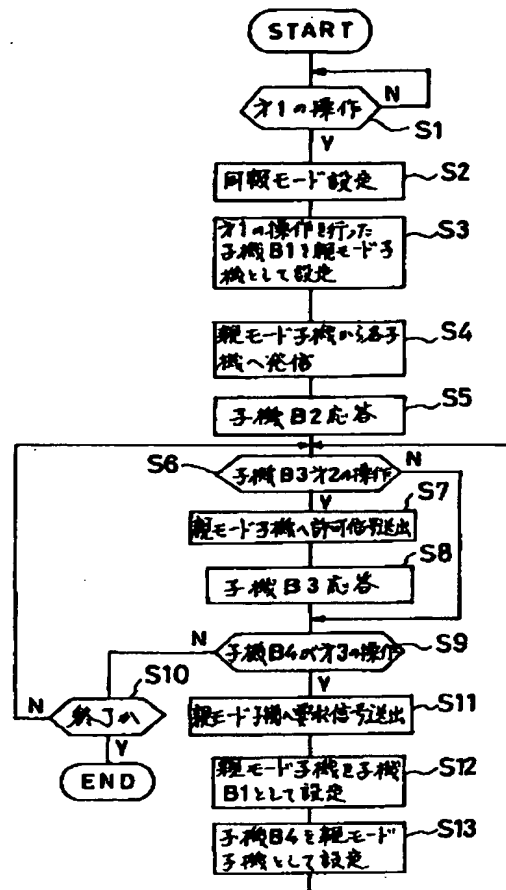 START
才1の操作
N
S1
Y
同報モード設定
S2
才1の操作を行った
子機B1を親モード子
機として設定
S3
親モード子機から各子
機へ発信
S4
子機B2応答
S5
S6
子機B3才2の操作
N
Y
S7
親モード子機へ許可信号送出
S8
子機B3応答
N
子機B4が才3の操作
S9
S10
Y
N
終了か
親モード子機へ要求信号送出
S11
Y
END
親モード子機を子機
B1として設定
S12
子機B4を親モード
子機として設定
S13